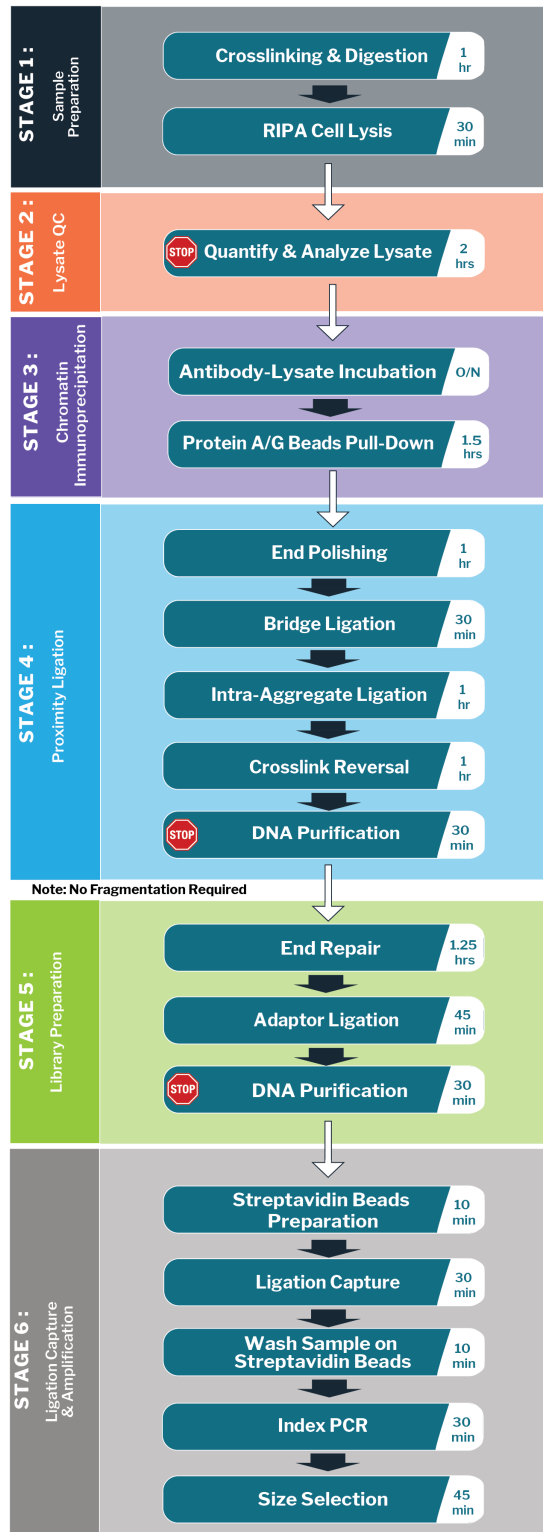 STAGE 1 :
Sample
Preparation
Crosslinking & Digestion
1
hr
RIPA Cell Lysis
30
min
STAGE 2 :
Lysate QC
STOP
Quantify & Analyze Lysate
2
hrs
STAGE 3 :
Chromatin
Immunoprecipitation
Antibody-Lysate Incubation
O/N
Protein A/G Beads Pull-Down
1.5
hrs
STAGE 4 :
Proximity Ligation
End Polishing
1
hr
Bridge Ligation
30
min
Intra-Aggregate Ligation
1
hr
Crosslink Reversal
1
hr
STOP
DNA Purification
30
min
Note: No Fragmentation Required
STAGE 5 :
Library Preparation
End Repair
1.25
hrs
Adaptor Ligation
45
min
STOP
DNA Purification
30
min
STAGE 6 :
Ligation Capture
& Amplification
Streptavidin Beads
Preparation
10
min
Ligation Capture
30
min
Wash Sample on
Streptavidin Beads
10
min
Index PCR
30
min
Size Selection
45
min